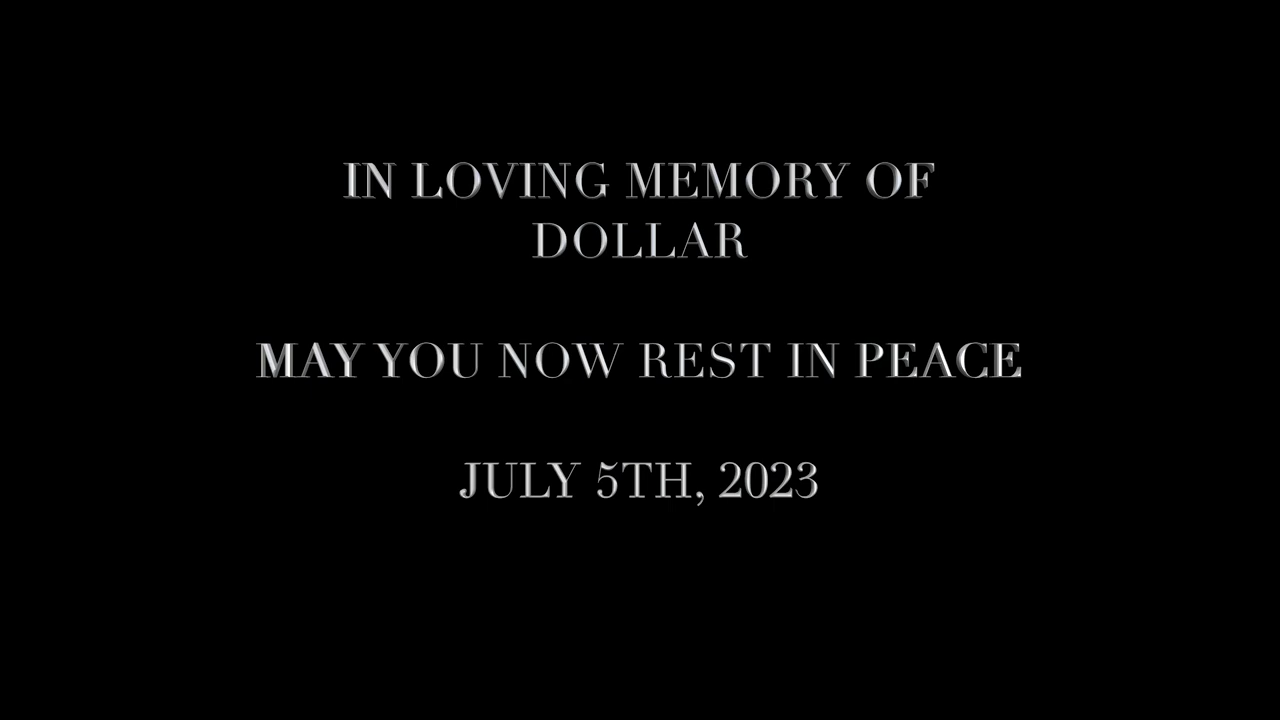 IN LOVING MEMORY OF
DOLLAR
MAY YOU NOW REST IN PEACE
JULY 5TH, 2023